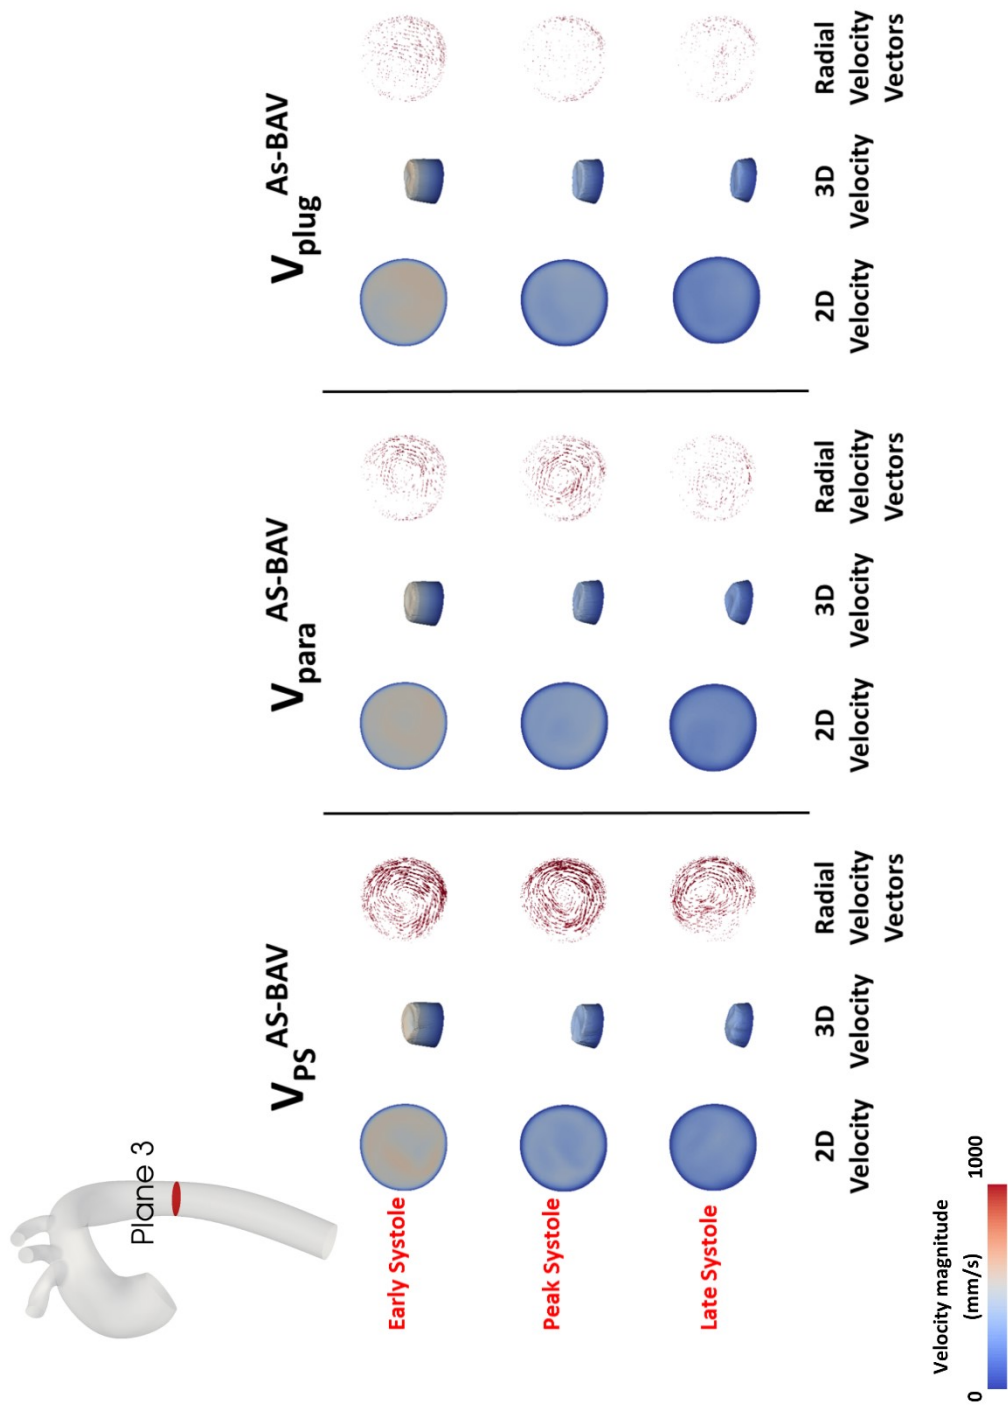 Plane 3
V_PS^AS-BAV
V_para^AS-BAV
V_plug^As-BAV
Early Systole
Peak Systole
Late Systole
2D Velocity
3D Velocity
Radial Velocity Vectors
2D Velocity
3D Velocity
Radial Velocity Vectors
2D Velocity
3D Velocity
Radial Velocity Vectors
Velocity magnitude
(mm/s)
0
1000